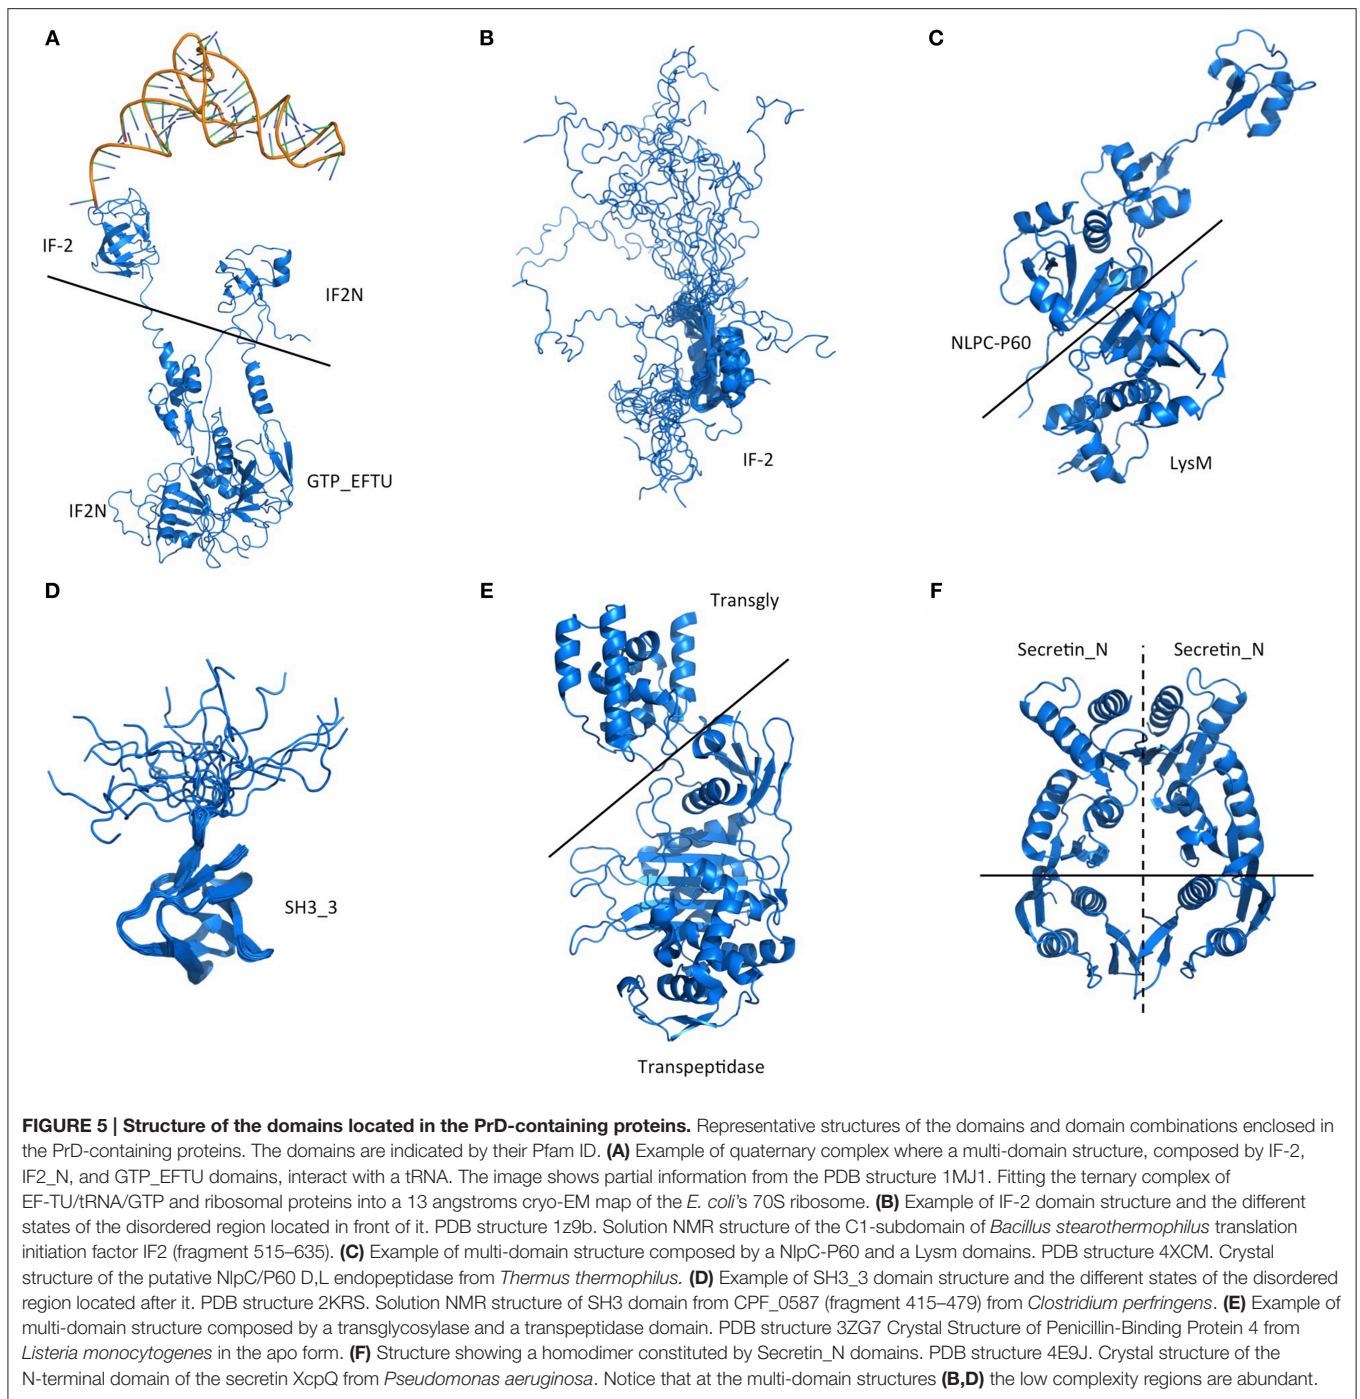 A
B
C
IF-2
IF2N
NLPC-P60
IF-2
LysM
GTP_EFTU
IF2N
D
E
F
Transgly
Secretin_N
Secretin_N
SH3_3
Transpeptidase
FIGURE 5 | Structure of the domains located in the PrD-containing proteins. Representative structures of the domains and domain combinations enclosed in
the PrD-containing proteins. The domains are indicated by their Pfam ID. (A) Example of quaternary complex where a multi-domain structure, composed by IF-2,
IF2_N, and GTP_EFTU domains, interact with a tRNA. The image shows partial information from the PDB structure 1MJ1. Fitting the ternary complex of
EF-TU/tRNA/GTP and ribosomal proteins into a 13 angstroms cryo-EM map of the E. coli's 70S ribosome. (B) Example of IF-2 domain structure and the different
states of the disordered region located in front of it. PDB structure 1z9b. Solution NMR structure of the C1-subdomain of Bacillus stearothermophilus translation
initiation factor IF2 (fragment 515–635). (C) Example of multi-domain structure composed by a NlpC-P60 and a Lysm domains. PDB structure 4XCM. Crystal
structure of the putative NlpC/P60 D,L endopeptidase from Thermus thermophilus. (D) Example of SH3_3 domain structure and the different states of the disordered
region located after it. PDB structure 2KRS. Solution NMR structure of SH3 domain from CPF_0587 (fragment 415–479) from Clostridium perfringens. (E) Example of
multi-domain structure composed by a transglycosylase and a transpeptidase domain. PDB structure 3ZG7 Crystal Structure of Penicillin-Binding Protein 4 from
Listeria monocytogenes in the apo form. (F) Structure showing a homodimer constituted by Secretin_N domains. PDB structure 4E9J. Crystal structure of the
N-terminal domain of the secretin XcpQ from Pseudomonas aeruginosa. Notice that at the multi-domain structures (B,D) the low complexity regions are abundant.